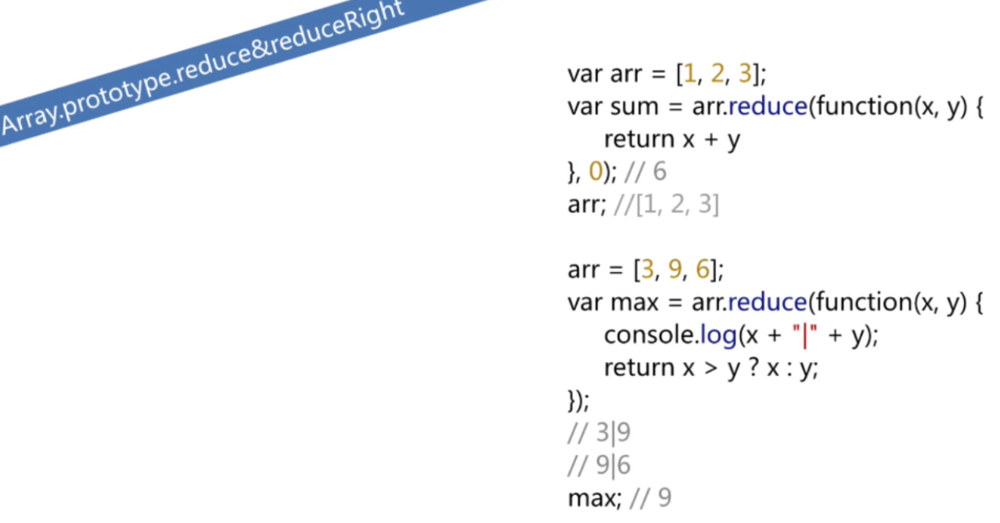 Array.prototype.reduce&reduceRight
var arr = [1, 2, 3];
var sum = arr.reduce(function(x, y) {
return x + y
}, 0); // 6
arr; //[1, 2, 3]
arr = [3, 9, 6];
var max = arr.reduce(function(x, y) {
console.log(x + "|" + y);
return x > y ? x : y;
});
// 3|9
// 9|6
max; // 9